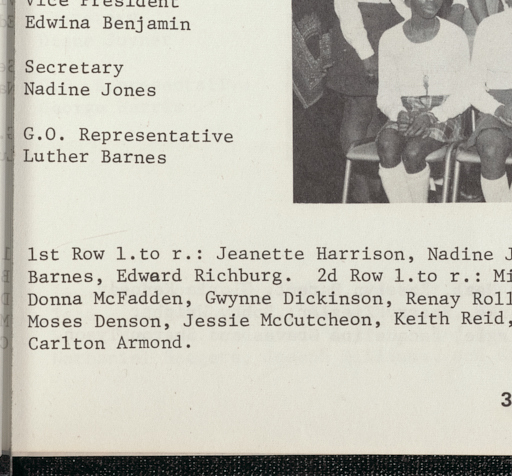 Vice President
Edwina Benjamin
Secretary
Nadine Jones
G.O. Representative
Luther Barnes
1st Row l.to r.: Jeanette Harrison, Nadine J
Barnes, Edward Richburg.  2d Row l.to r.: Mi
Donna McFadden, Gwynne Dickinson, Renay Roll
Moses Denson, Jessie McCutcheon, Keith Reid,
Carlton Armond.
3